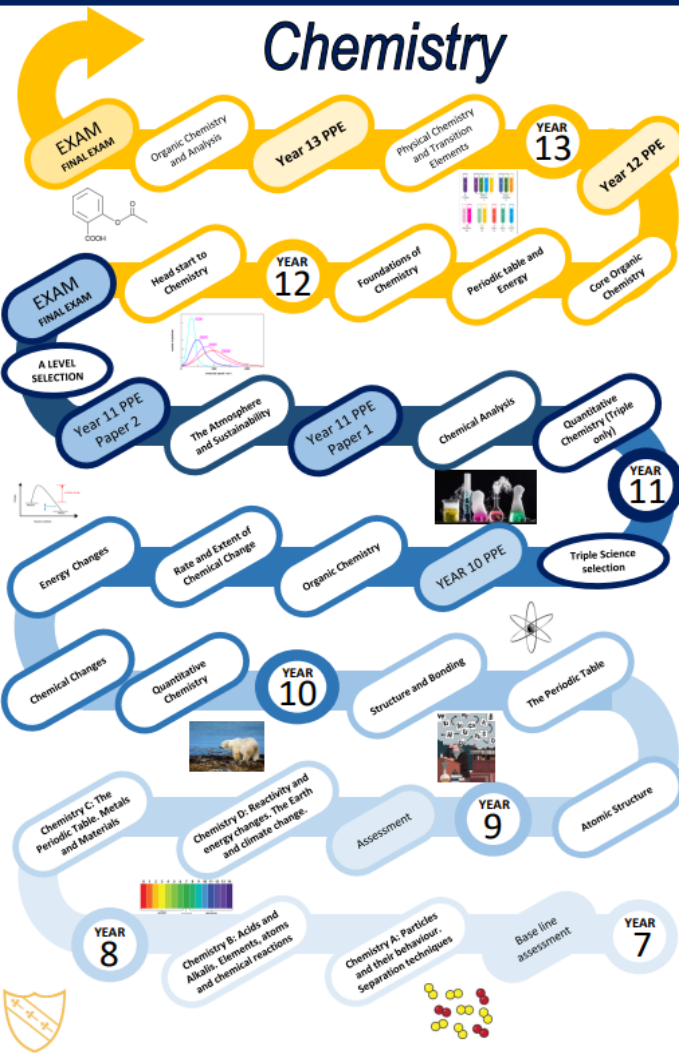 Chemistry
EXAM
FINAL EXAM
Organic Chemistry
and Analysis
Year 13 PPE
Physical Chemistry
and Transition
Elements
YEAR
13
Year 12 PPE
COOH
Head start to
Chemistry
YEAR
12
Foundations of
Chemistry
Periodic table and
Energy
Core Organic
Chemistry
EXAM
FINAL EXAM
A LEVEL
SELECTION
Year 11 PPE
Paper 2
The Atmosphere
and Sustainability
Year 11 PPE
Paper 1
Chemical Analysis
Quantitative
Chemistry (Triple
only)
YEAR
11
Energy Changes
Rate and Extent of
Chemical Change
Organic Chemistry
YEAR 10 PPE
Triple Science
selection
Chemical Changes
Quantitative
Chemistry
YEAR
10
Structure and Bonding
The Periodic Table
Chemistry C: The
Periodic Table. Metals
and Materials
Chemistry D: Reactivity and
energy changes. The Earth
and climate change.
Assessment
YEAR
9
Atomic Structure
YEAR
8
Chemistry B: Acids and
Alkalis. Elements, atoms
and chemical reactions
Chemistry A: Particles
and their behaviour.
Separation techniques
Base line
assessment
YEAR
7